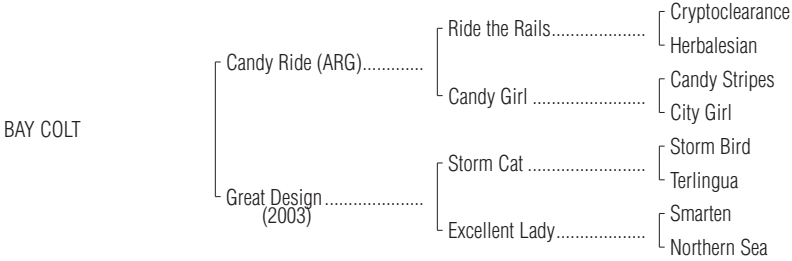 Cryptoclearance
Ride the Rails....................
Herbalesian
Candy Ride (ARG).............
Candy Stripes
Candy Girl ........................
City Girl
BAY COLT
Storm Bird
Storm Cat .........................
Terlingua
Great Design.....................
(2003)
Smarten
Excellent Lady...................
Northern Sea